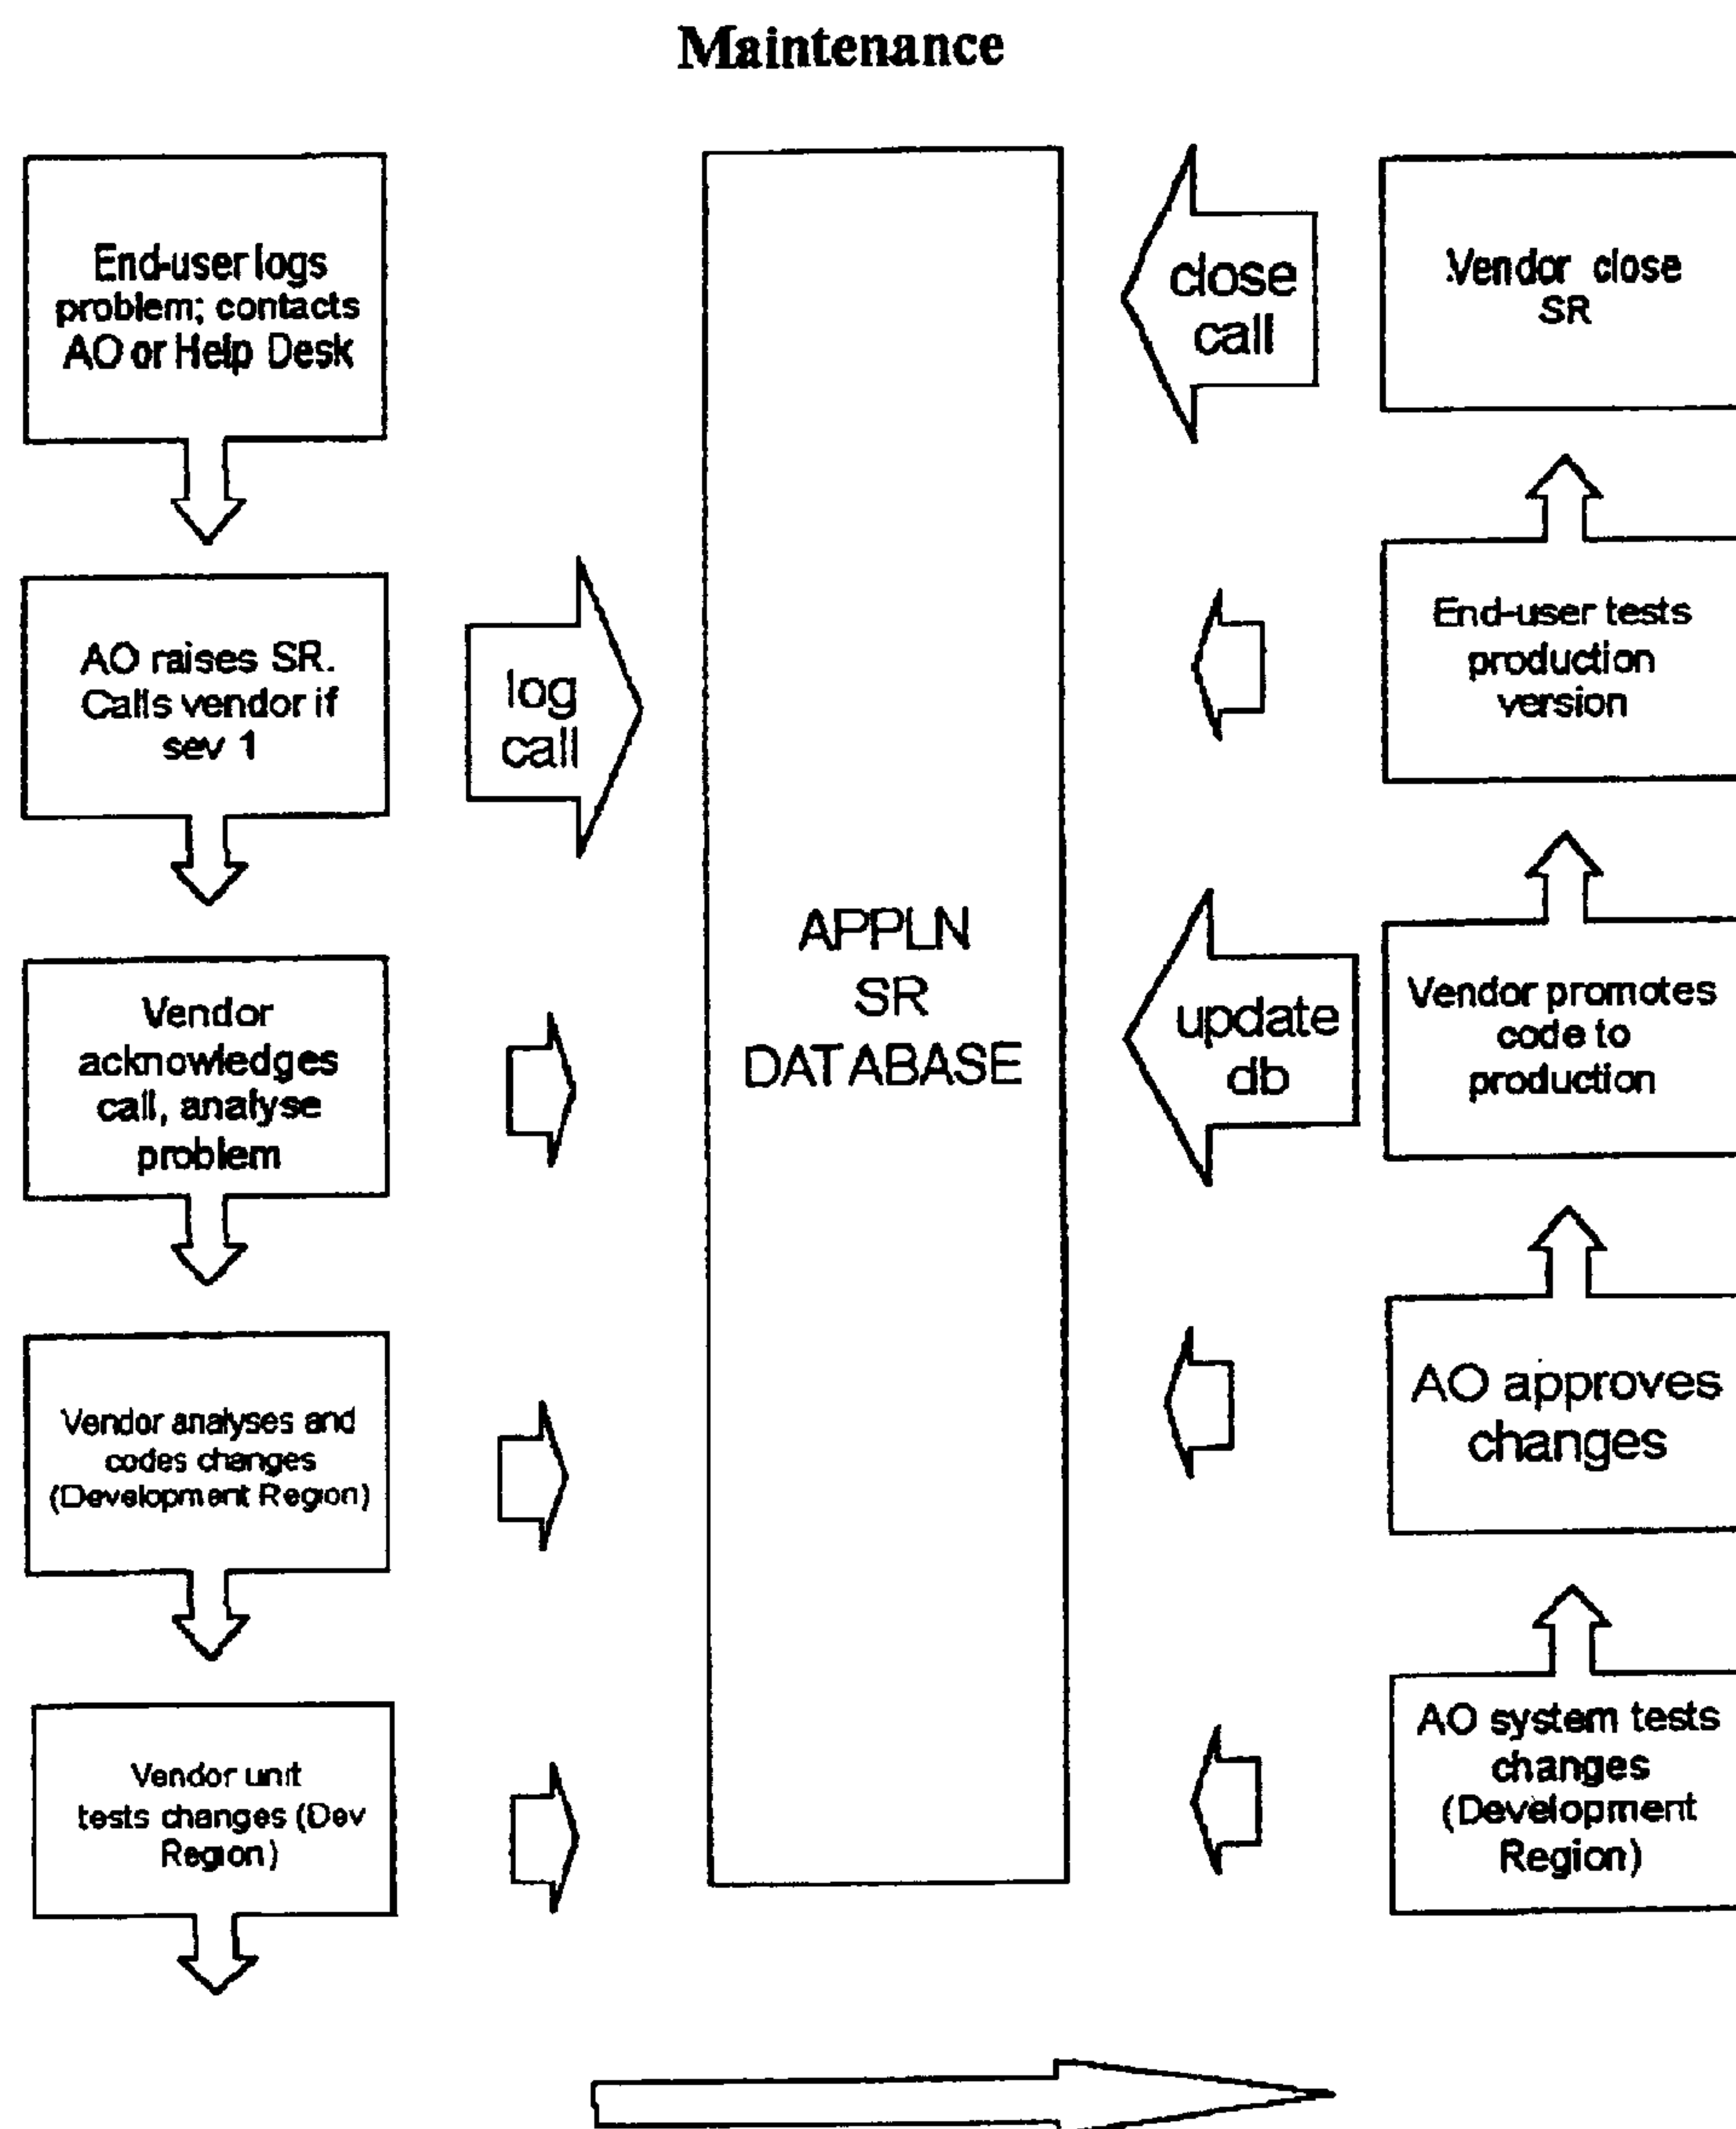 Maintenance
End-user logs
problem; contacts
AO or Help Desk
AO raises SR.
Calls vendor if
sev 1
Vendor
acknowledges
call, analyse
problem
Vendor analyses and
codes changes
(Development Region)
Vendor unit
tests changes (Dev
Region)
log
call
APPLN
SR
DATABASE
close
call
update
db
Vendor close
SR
End-user tests
production
version
Vendor promotes
code to
production
AO approves
changes
AO system tests
changes
(Development
Region)